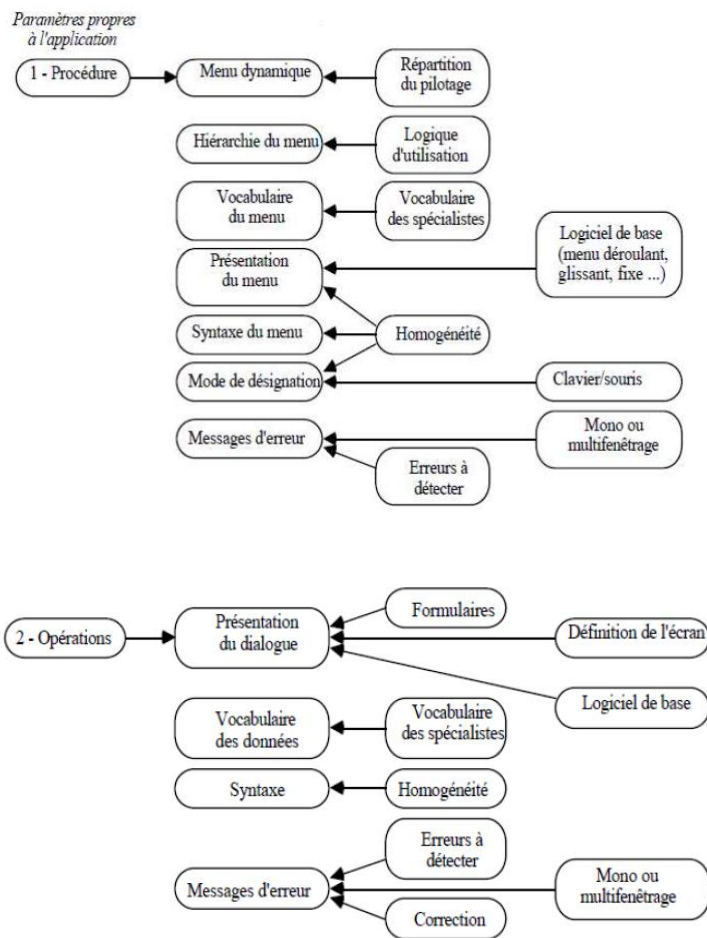 Paramètres propres
à l'application
1 - Procédure
Menu dynamique
Répartition
du pilotage
Hiérarchie du menu
Logique
d'utilisation
Vocabulaire
du menu
Vocabulaire
des spécialistes
Présentation
du menu
Logiciel de base
(menu déroulant,
glissant, fixe ...)
Syntaxe du menu
Homogénéité
Mode de désignation
Clavier/souris
Messages d'erreur
Mono ou
multifenêtrage
Erreurs à
détecter
2 - Opérations
Présentation
du dialogue
Formulaires
Définition de l'écran
Logiciel de base
Vocabulaire
des données
Vocabulaire
des spécialistes
Syntaxe
Homogénéité
Messages d'erreur
Erreurs à
détecter
Mono ou
multifenêtrage
Correction